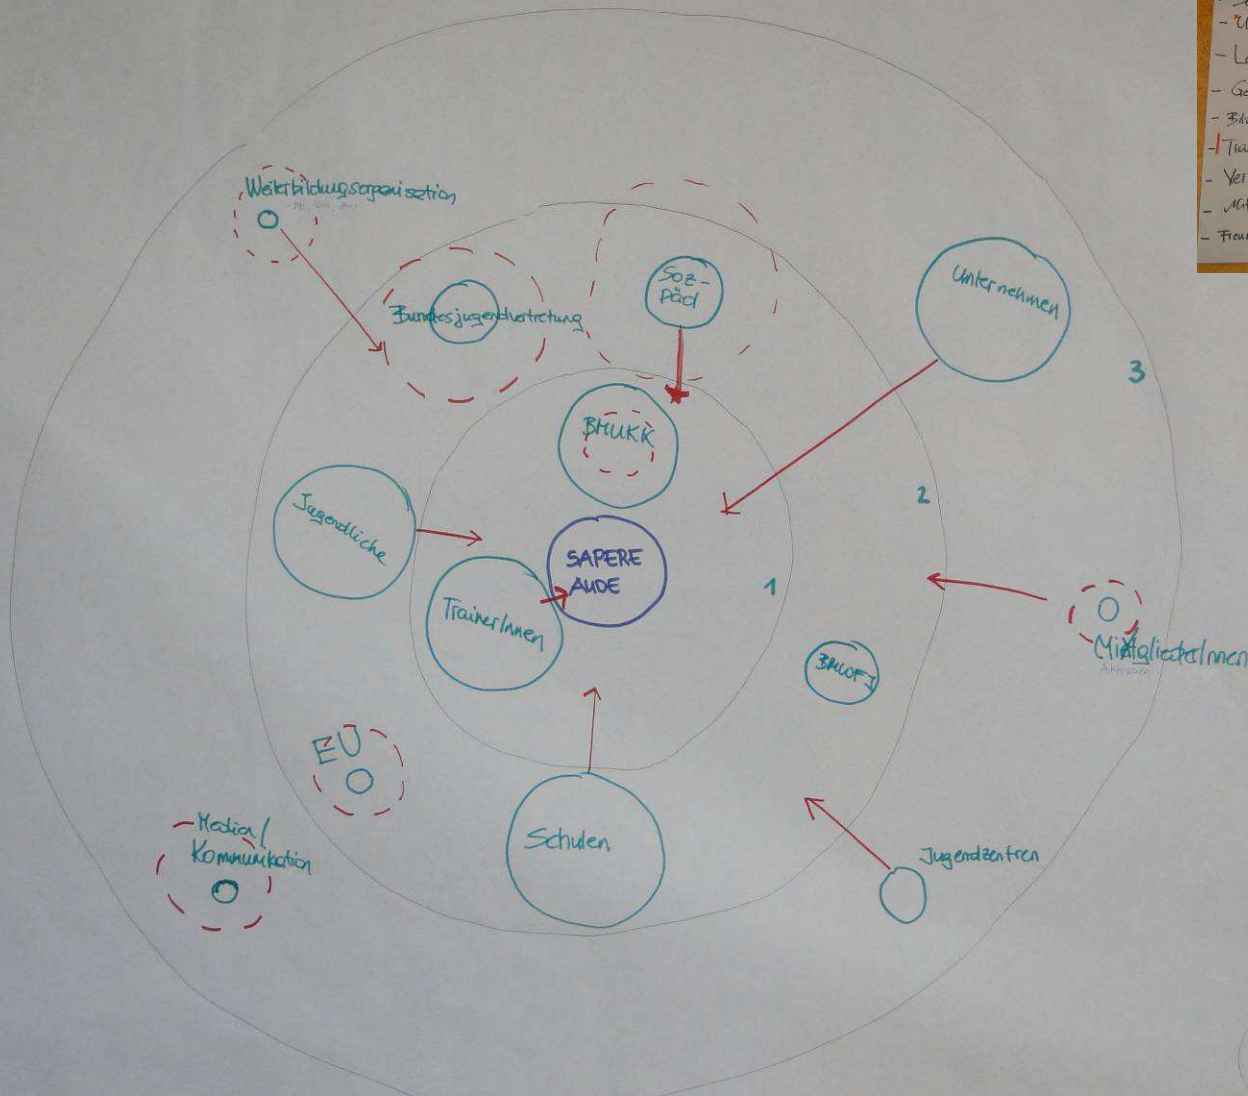 Weiterbildungsorganisation
Bundesjugendvertretung
Soz-
päd
Unternehmen
3
BMUKK
2
Jugendliche
SAPERE
AUDE
1
TrainerInnen
MitgliederInnen
BMWFJ
EU
Media/
Kommunikation
Schulen
Jugendzentren